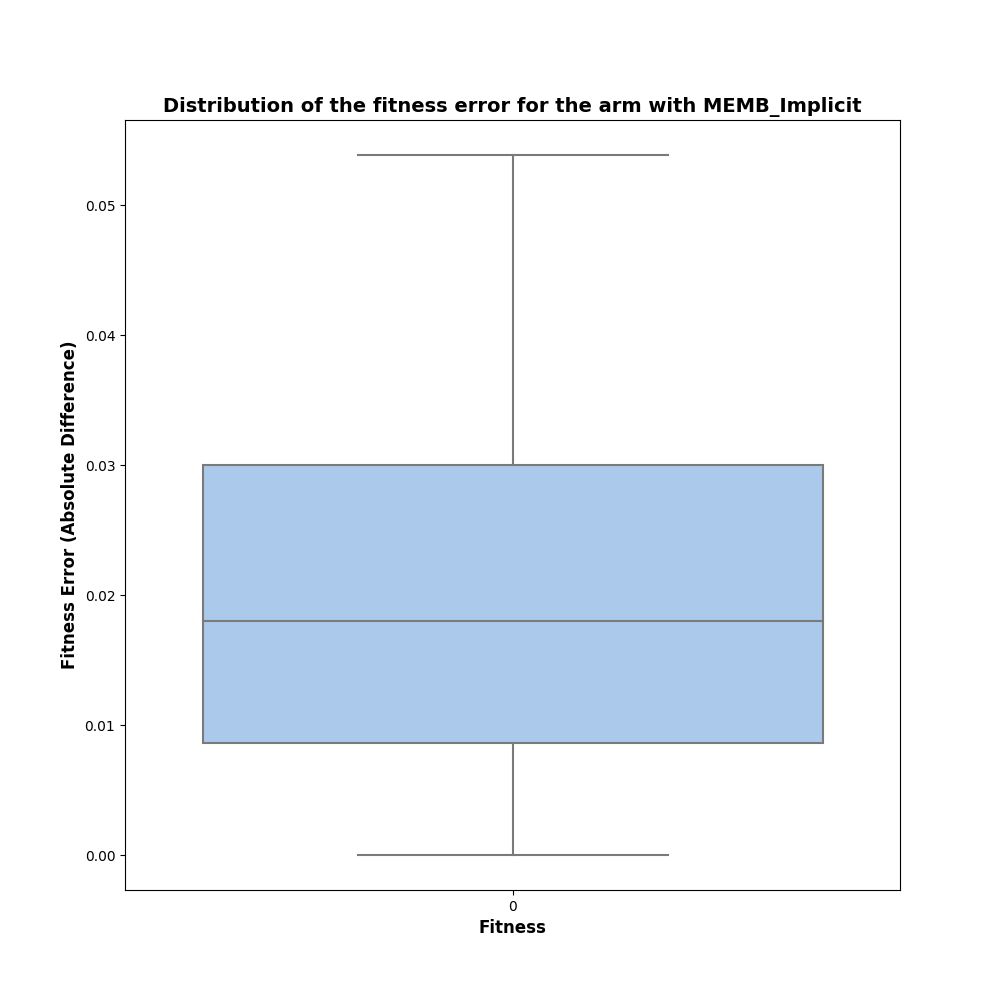 Distribution of the fitness error for the arm with MEMB_Implicit
Fitness Error (Absolute Difference)
0.05
0.04
0.03
0.02
0.01
0.00
0
Fitness